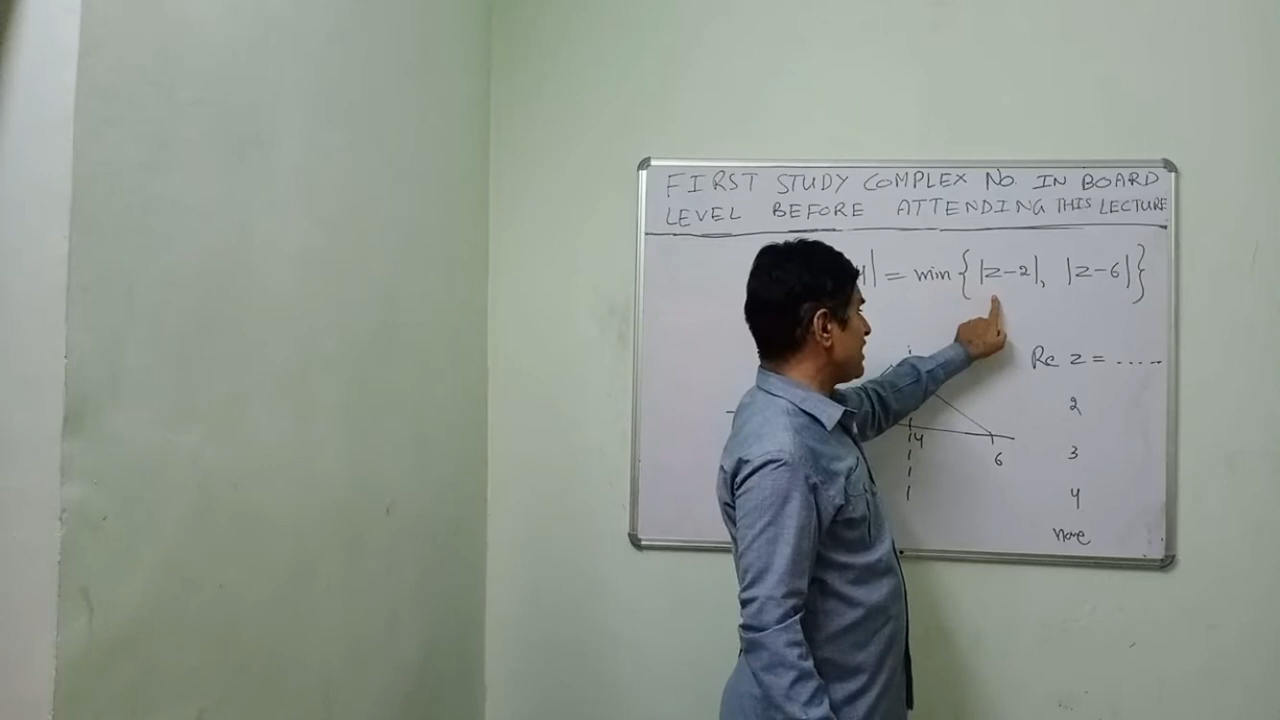 FIRST STUDY COMPLEX NO. IN BOARD
LEVEL BEFORE ATTENDING THIS LECTURE
4| = min {|z-2|, |z-6|}
Re z = .....
2
3
4
none
4
6